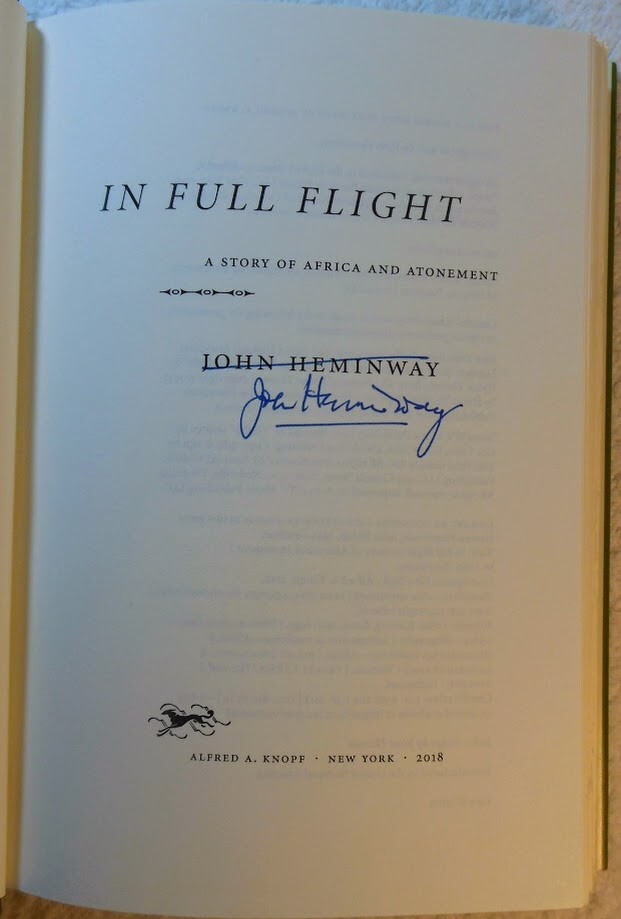 IN FULL FLIGHT
A STORY OF AFRICA AND ATONEMENT
JOHN HEMINWAY
John Heminway
ALFRED A. KNOPF · NEW YORK · 2018